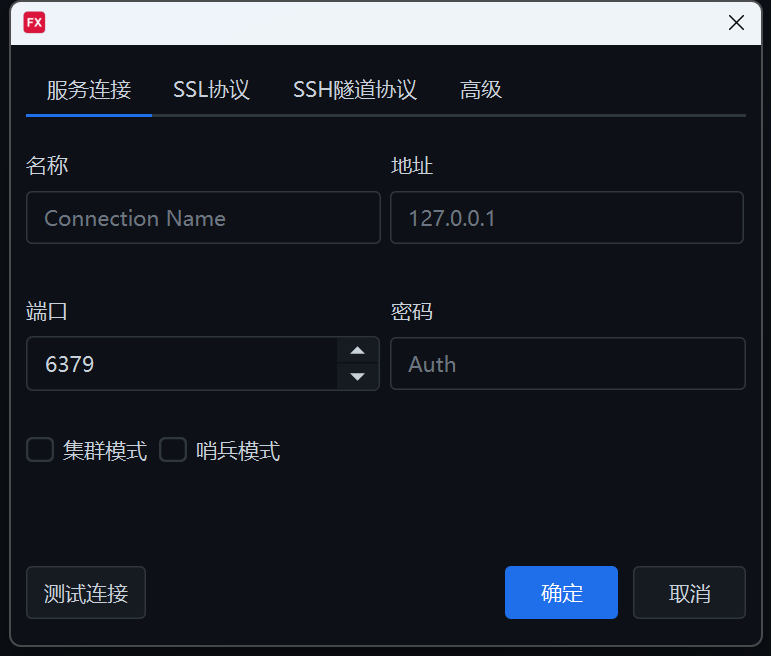 FX
服务连接 SSL协议 SSH隧道协议 高级
名称 地址
Connection Name 127.0.0.1
端口 密码
6379 Auth
集群模式 哨兵模式
测试连接 确定 取消